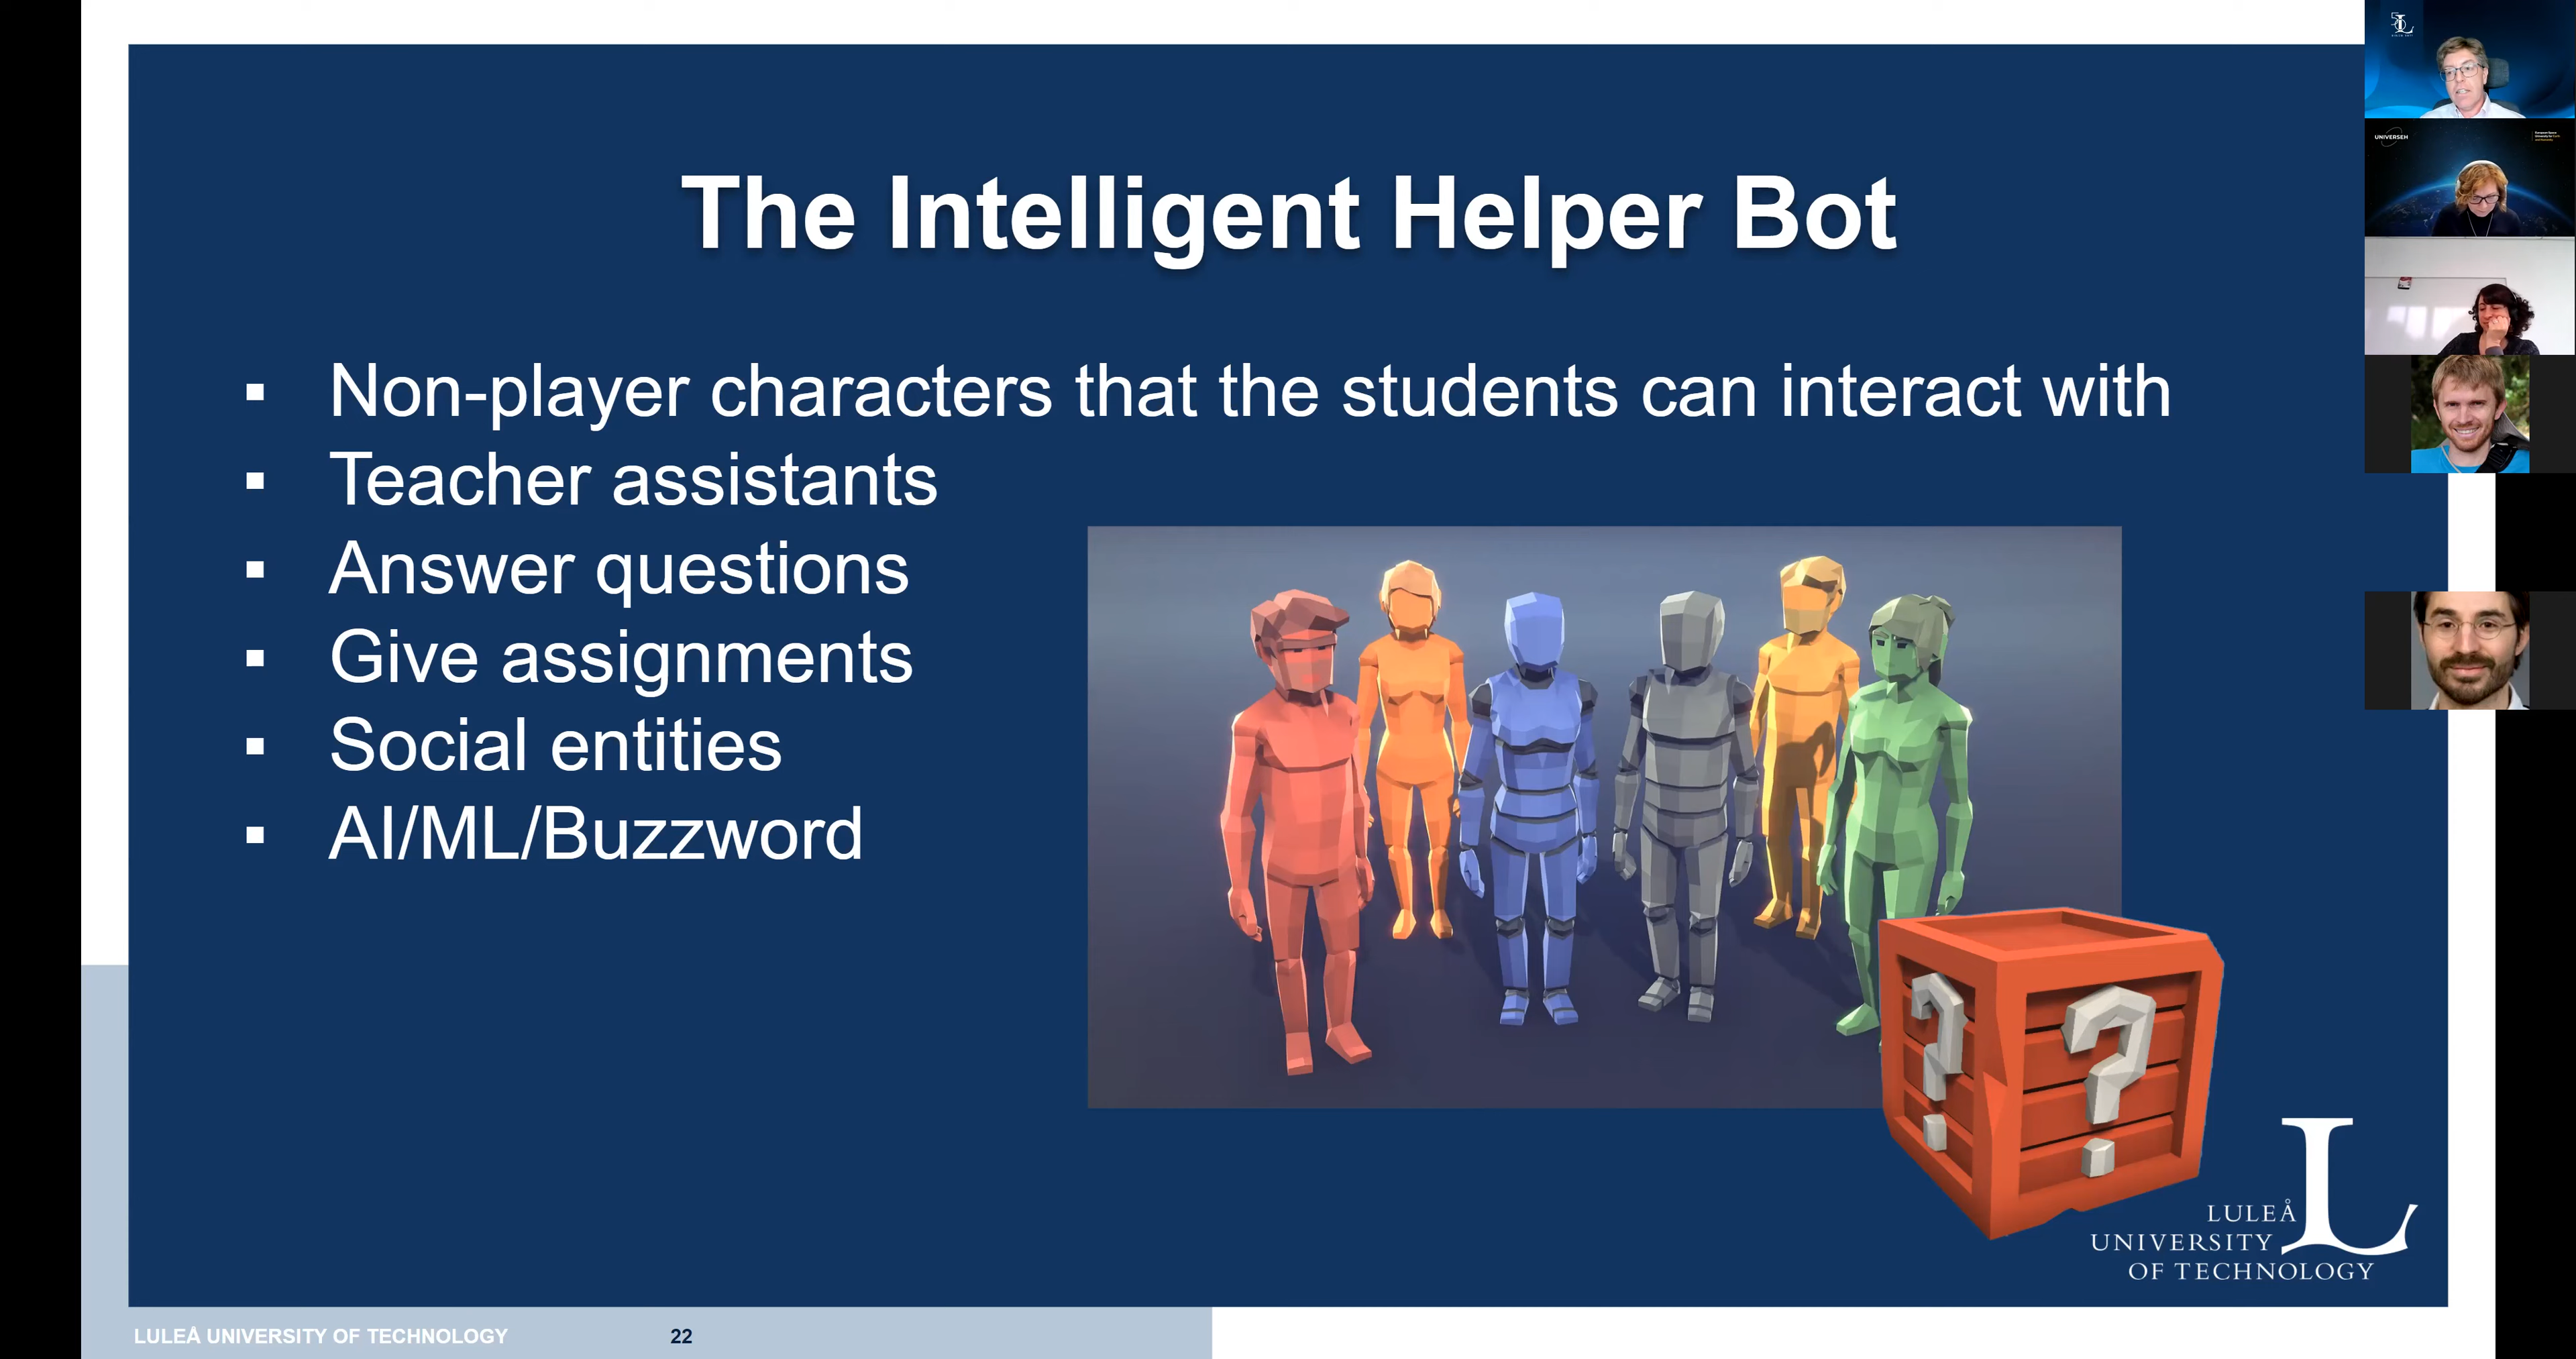 The Intelligent Helper Bot
Non-player characters that the students can interact with
Teacher assistants
Answer questions
Give assignments
Social entities
AI/ML/Buzzword
? ?
LULEÅ
UNIVERSITY
OF TECHNOLOGY
LULEÅ UNIVERSITY OF TECHNOLOGY 22
UNIVERSEH